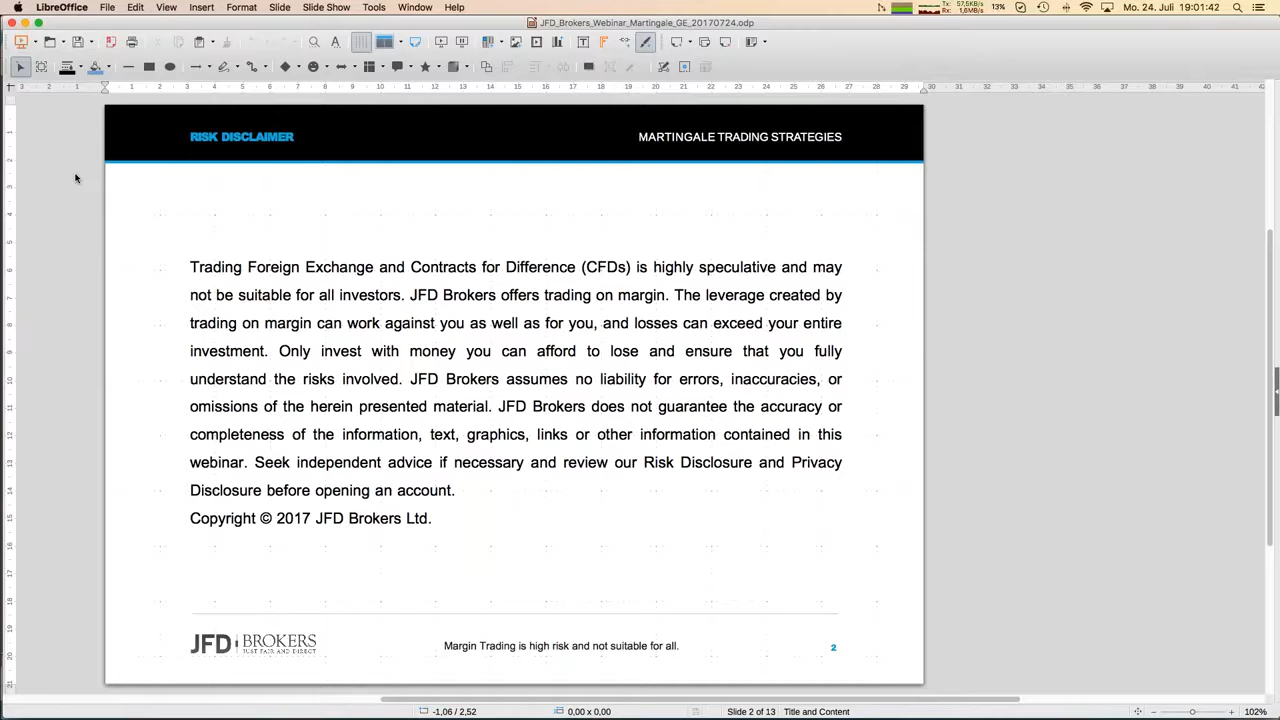 LibreOffice File Edit View Insert Format Slide Slide Show Tools Window Help 13% Mo. 24. Juli 19:01:42
JFD_Brokers_Webinar_Martingale_GE_20170724.odp
RISK DISCLAIMER
MARTINGALE TRADING STRATEGIES
Trading Foreign Exchange and Contracts for Difference (CFDs) is highly speculative and may
not be suitable for all investors. JFD Brokers offers trading on margin. The leverage created by
trading on margin can work against you as well as for you, and losses can exceed your entire
investment. Only invest with money you can afford to lose and ensure that you fully
understand the risks involved. JFD Brokers assumes no liability for errors, inaccuracies, or
omissions of the herein presented material. JFD Brokers does not guarantee the accuracy or
completeness of the information, text, graphics, links or other information contained in this
webinar. Seek independent advice if necessary and review our Risk Disclosure and Privacy
Disclosure before opening an account.
Copyright © 2017 JFD Brokers Ltd.
JFD BROKERS
JUST FAIR AND DIRECT
Margin Trading is high risk and not suitable for all.
2
-1,06 / 2,52 0,00 x 0,00 Slide 2 of 13 Title and Content 102%